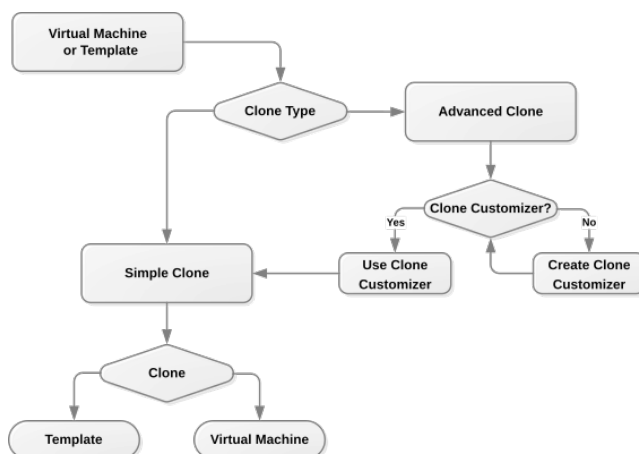 Virtual Machine
or Template
Clone Type
Advanced Clone
Clone Customizer?
Yes
No
Simple Clone
Use Clone
Customizer
Create Clone
Customizer
Clone
Template
Virtual Machine